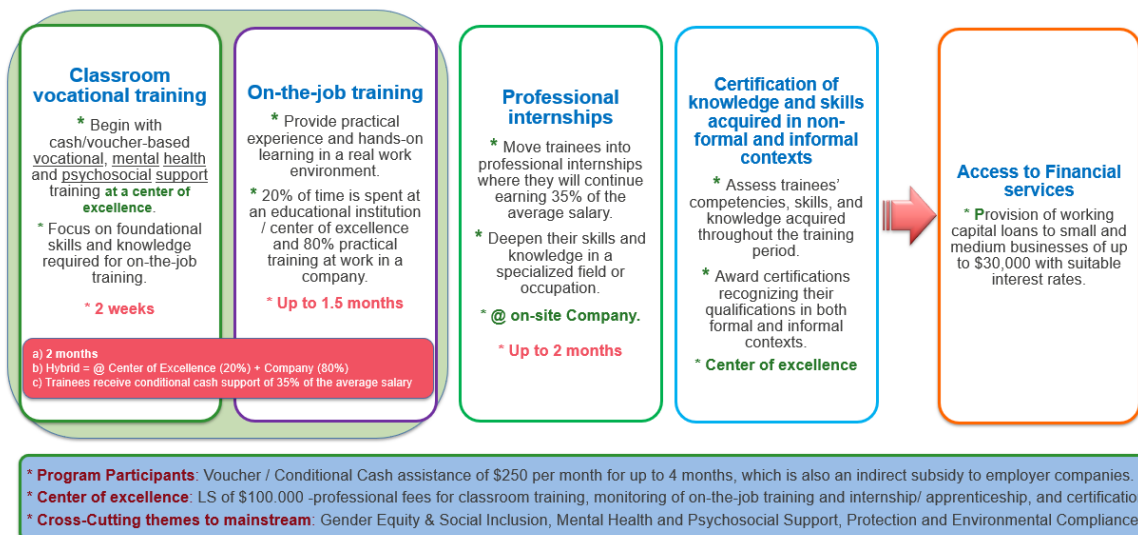 Classroom
vocational training
* Begin with
cash/voucher-based
vocational, mental health
and psychosocial support
training at a center of
excellence.
* Focus on foundational
skills and knowledge
required for on-the-job
training.
* 2 weeks
On-the-job training
* Provide practical
experience and hands-on
learning in a real work
environment.
* 20% of time is spent at
an educational institution
/ center of excellence
and 80% practical
training at work in a
company.
* Up to 1.5 months
a) 2 months
b) Hybrid = @ Center of Excellence (20%) + Company (80%)
c) Trainees receive conditional cash support of 35% of the average salary
Professional
internships
* Move trainees into
professional internships
where they will continue
earning 35% of the
average salary.
* Deepen their skills and
knowledge in a
specialized field or
occupation.
* @ on-site Company.
* Up to 2 months
Certification of
knowledge and skills
acquired in non-
formal and informal
contexts
* Assess trainees'
competencies, skills, and
knowledge acquired
throughout the training
period.
* Award certifications
recognizing their
qualifications in both
formal and informal
contexts.
* Center of excellence
Access to Financial
services
* Provision of working
capital loans to small and
medium businesses of up
to $30,000 with suitable
interest rates.
* Program Participants: Voucher / Conditional Cash assistance of $250 per month for up to 4 months, which is also an indirect subsidy to employer companies.
* Center of excellence: LS of $100.000 -professional fees for classroom training, monitoring of on-the-job training and internship/ apprenticeship, and certificatio
* Cross-Cutting themes to mainstream: Gender Equity & Social Inclusion, Mental Health and Psychosocial Support, Protection and Environmental Compliance